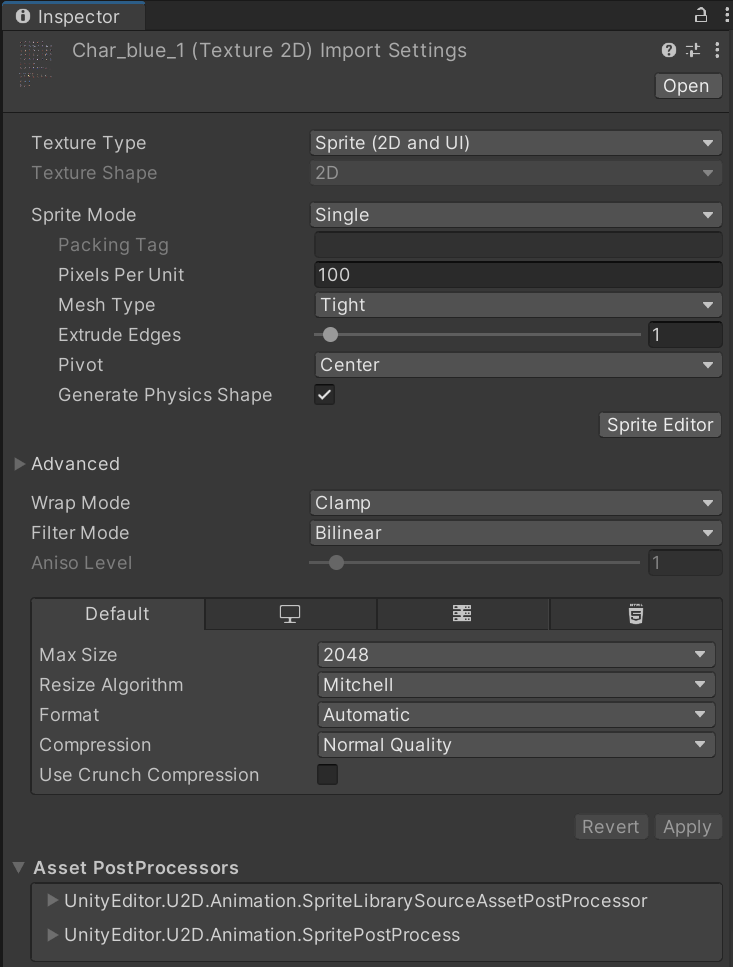 Inspector
Char_blue_1 (Texture 2D) Import Settings
Open
Texture Type Sprite (2D and UI)
Texture Shape 2D
Sprite Mode Single
Packing Tag
Pixels Per Unit 100
Mesh Type Tight
Extrude Edges 1
Pivot Center
Generate Physics Shape
Sprite Editor
Advanced
Wrap Mode Clamp
Filter Mode Bilinear
Aniso Level 1
Default
Max Size 2048
Resize Algorithm Mitchell
Format Automatic
Compression Normal Quality
Use Crunch Compression
Revert Apply
Asset PostProcessors
UnityEditor.U2D.Animation.SpriteLibrarySourceAssetPostProcessor
UnityEditor.U2D.Animation.SpritePostProcess